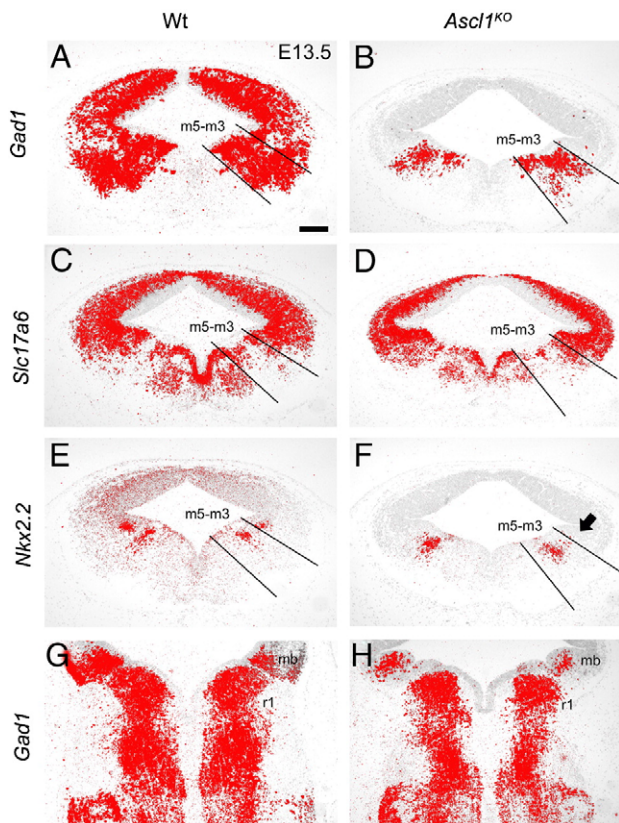 Wt Ascl1KO
Gad1
A E13.5
m5-m3
B
m5-m3
Slc17a6
C
m5-m3
D
m5-m3
Nkx2.2
E
m5-m3
F
m5-m3
Gad1
G
mb
r1
H
mb
r1